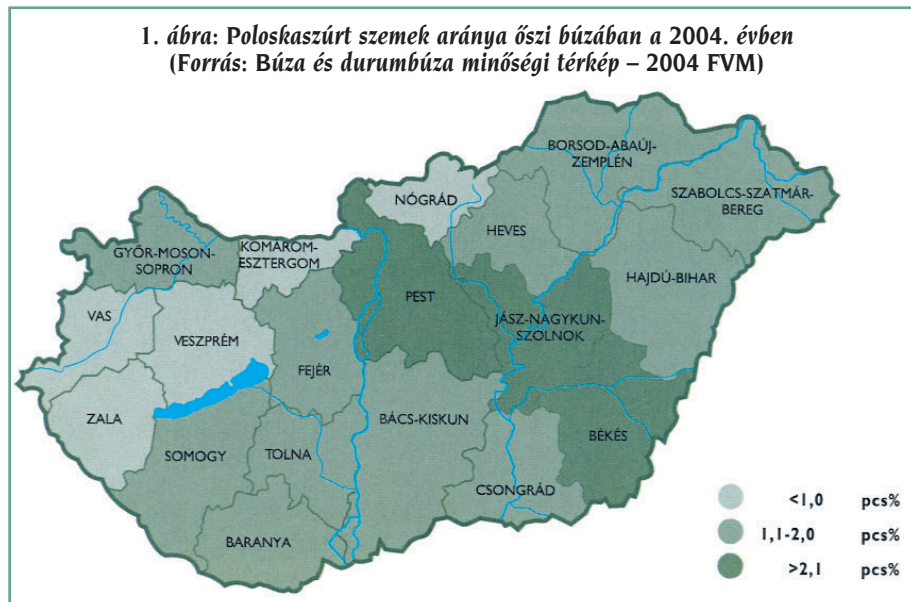 1. ábra: Poloskaszúrt szemek aránya őszi búzában a 2004. évben
(Forrás: Búza és durumbúza minőségi térkép – 2004 FVM)
BORSOD-ABAÚJ-
ZEMPLÉN
SZABOLCS-SZATMÁR-
BEREG
NÓGRÁD
HEVES
KOMÁROM-
ESZTERGOM
GYŐR-MOSON-
SOPRON
HAJDÚ-BIHAR
PEST
VAS
VESZPRÉM
JÁSZ-NAGYKUN-
SZOLNOK
FEJÉR
ZALA
BÁCS-KISKUN
BÉKÉS
SOMOGY
TOLNA
CSONGRÁD
BARANYA
<1,0 pcs%
1,1-2,0 pcs%
>2,1 pcs%